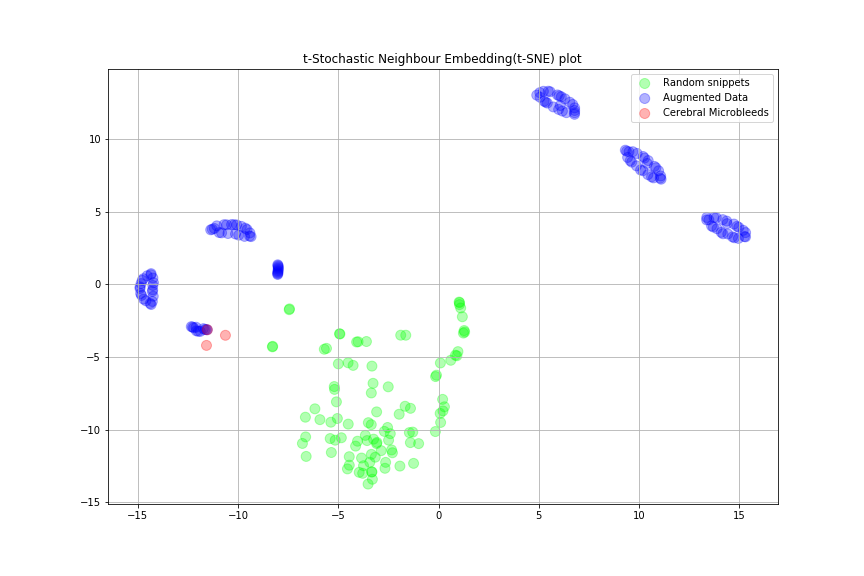 t-Stochastic Neighbour Embedding(t-SNE) plot
Random snippets
Augmented Data
Cerebral Microbleeds
10
5
0
−5
−10
−15
−15 −10 −5 0 5 10 15